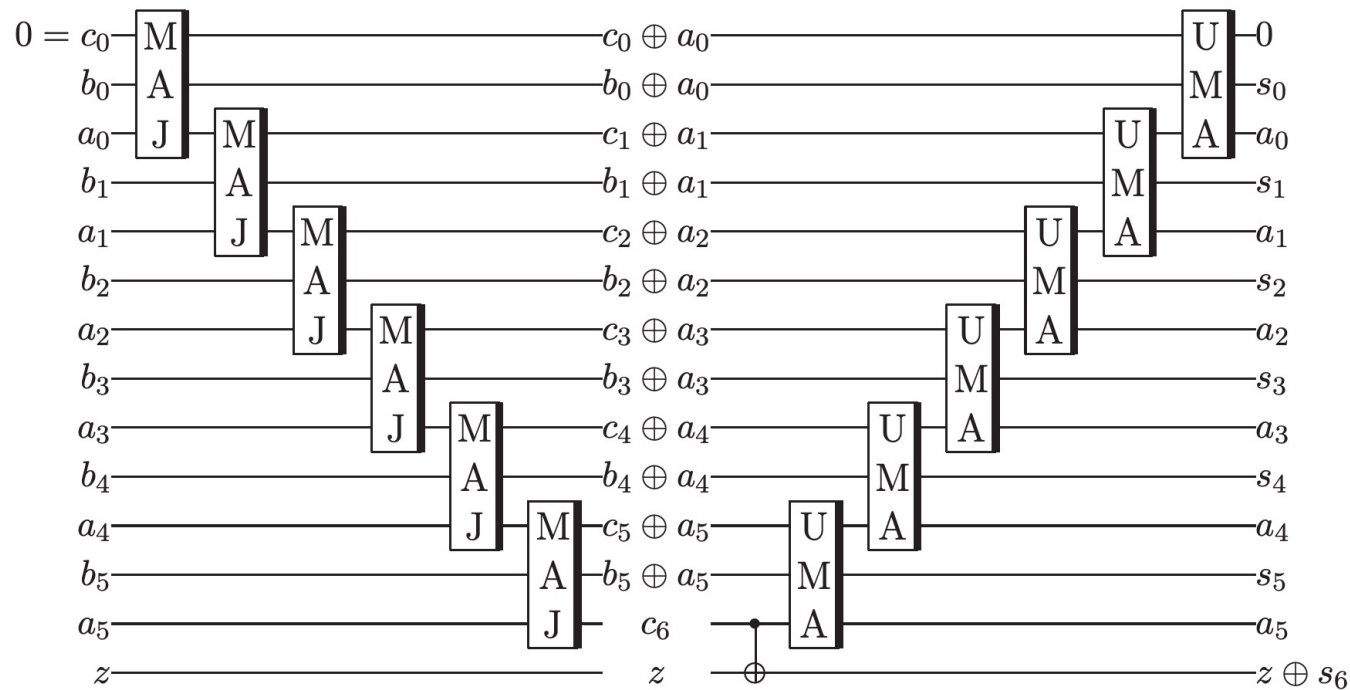 0 = c₀ M c₀ ⊕ a₀ U 0
b₀ A b₀ ⊕ a₀ M s₀
a₀ J M c₁ ⊕ a₁ U A a₀
b₁ A b₁ ⊕ a₁ M s₁
a₁ J M c₂ ⊕ a₂ U A a₁
b₂ A b₂ ⊕ a₂ M s₂
a₂ J M c₃ ⊕ a₃ U A a₂
b₃ A b₃ ⊕ a₃ M s₃
a₃ J M c₄ ⊕ a₄ U A a₃
b₄ A b₄ ⊕ a₄ M s₄
a₄ J M c₅ ⊕ a₅ U A a₄
b₅ A b₅ ⊕ a₅ M s₅
a₅ J c₆ A a₅
z z z ⊕ s₆